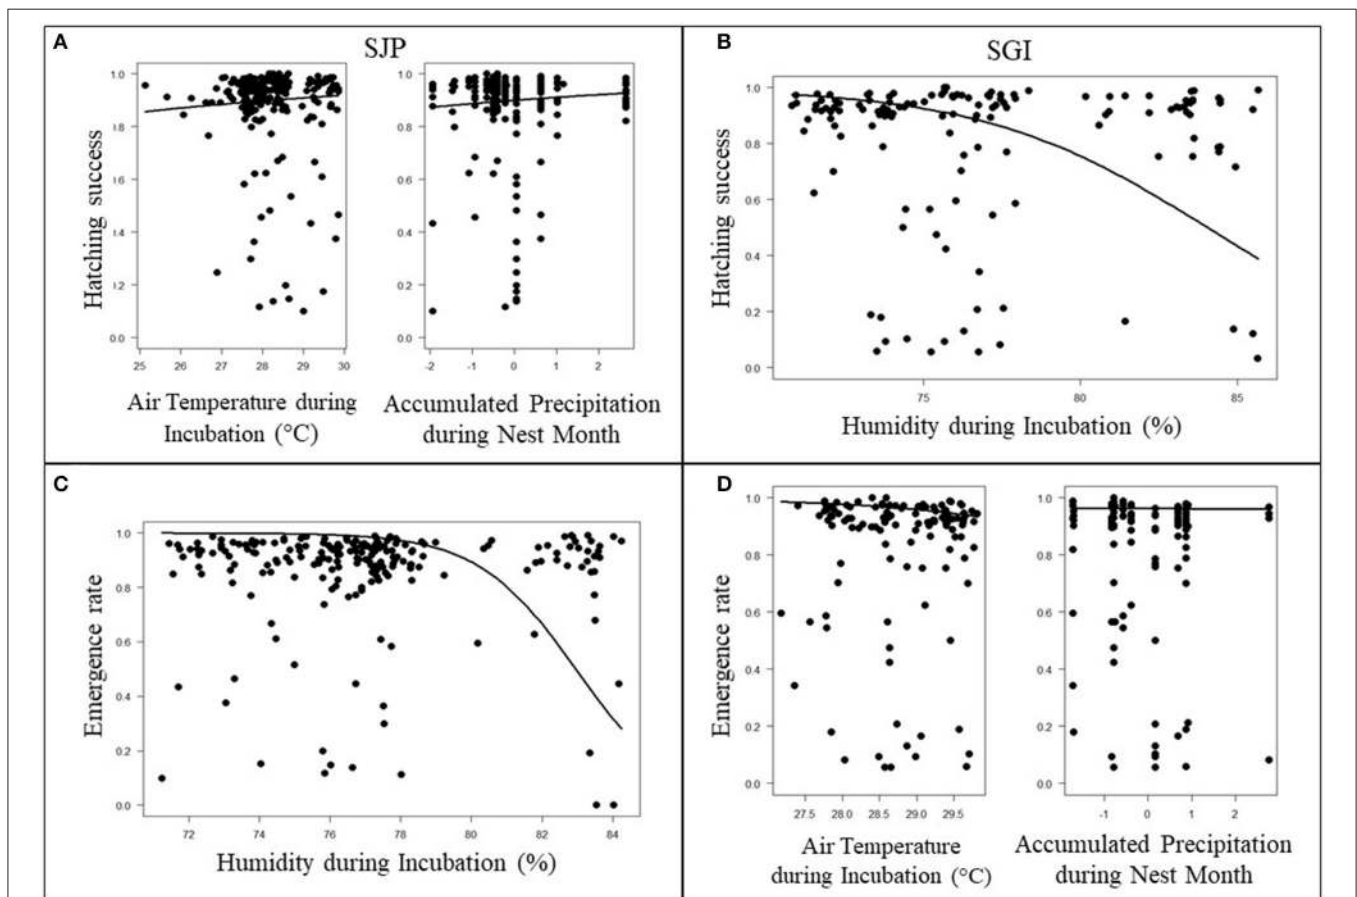 A
SJP
Hatching success
1.0
ı.8
ı.6
ı.4
ı.2
0.0
25 26 27 28 29 30
Air Temperature during
Incubation (°C)
1.0
0.8
0.6
0.4
0.2
0.0
-2 -1 0 1 2
Accumulated Precipitation
during Nest Month
B
SGI
Hatching success
1.0
0.8
0.6
0.4
0.2
0.0
75 80 85
Humidity during Incubation (%)
C
Emergence rate
1.0
0.8
0.6
0.4
0.2
0.0
72 74 76 78 80 82 84
Humidity during Incubation (%)
D
Emergence rate
1.0
0.8
0.6
0.4
0.2
0.0
27.5 28.0 28.5 29.0 29.5
Air Temperature
during Incubation (°C)
1.0
0.8
0.6
0.4
0.2
0.0
-1 0 1 2
Accumulated Precipitation
during Nest Month